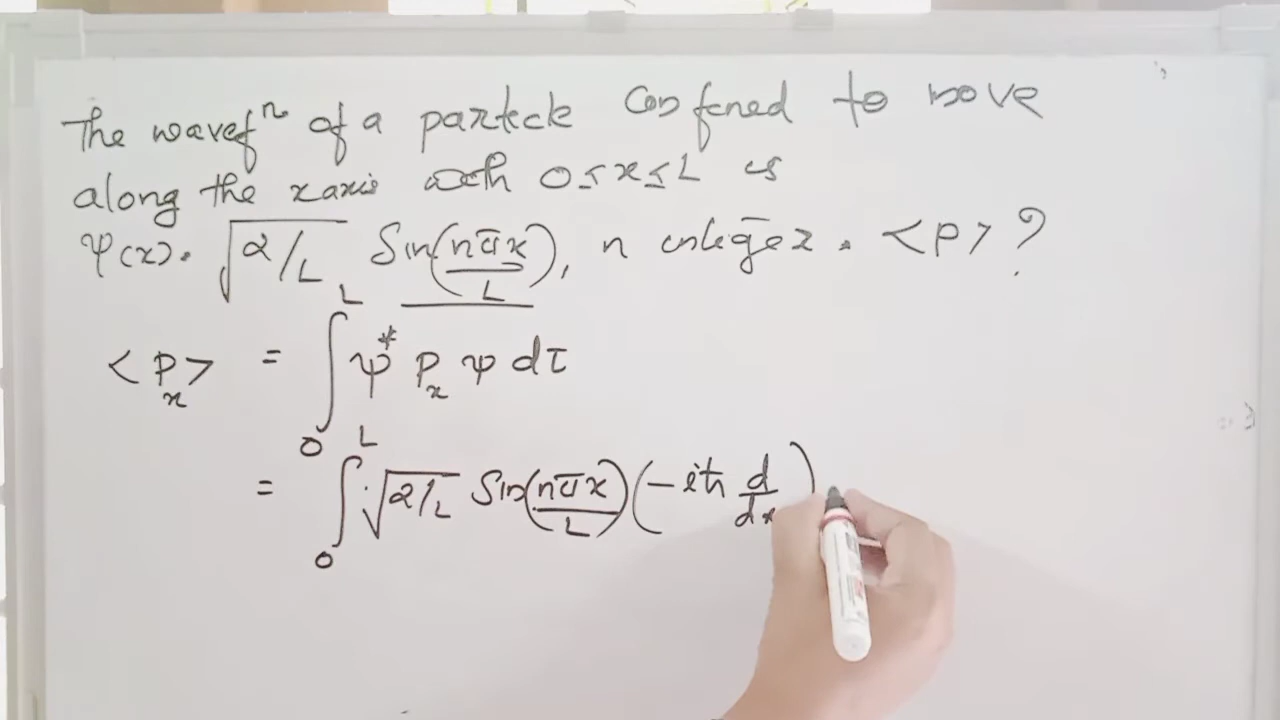 The wavefⁿ of a particle confined to move
along the x axis with 0 ≤ x ≤ L is
Ψ(x) = √2/L Sin(nπx/L), n integer. <p> ?
<pₓ> = ∫₀ᴸ ψ* pₓ ψ dτ
= ∫₀ᴸ √2/L Sin(nπx/L) (-iħ d/dx)